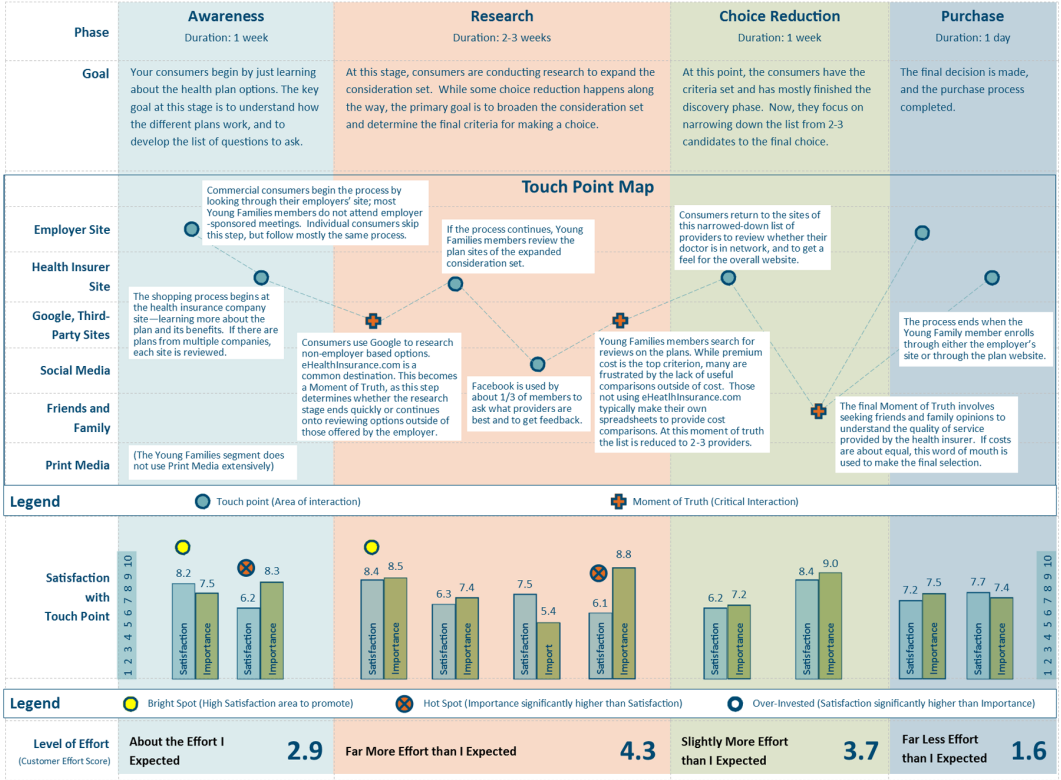 Phase
Awareness
Duration: 1 week
Research
Duration: 2-3 weeks
Choice Reduction
Duration: 1 week
Purchase
Duration: 1 day
Goal
Your consumers begin by just learning
about the health plan options. The key
goal at this stage is to understand how
the different plans work, and to
develop the list of questions to ask.
At this stage, consumers are conducting research to expand the
consideration set. While some choice reduction happens along
the way, the primary goal is to broaden the consideration set
and determine the final criteria for making a choice.
At this point, the consumers have the
criteria set and has mostly finished the
discovery phase. Now, they focus on
narrowing down the list from 2-3
candidates to the final choice.
The final decision is made,
and the purchase process
completed.
Touch Point Map
Employer Site
Health Insurer
Site
Google, Third-
Party Sites
Social Media
Friends and
Family
Print Media
Commercial consumers begin the process by
looking through their employers' site; most
Young Families members do not attend employer
-sponsored meetings. Individual consumers skip
this step, but follow mostly the same process.
The shopping process begins at
the health insurance company
site—learning more about the
plan and its benefits. If there are
plans from multiple companies,
each site is reviewed.
(The Young Families segment does
not use Print Media extensively)
Consumers use Google to research
non-employer based options.
eHealthInsurance.com is a
common destination. This becomes
a Moment of Truth, as this step
determines whether the research
stage ends quickly or continues
onto reviewing options outside of
those offered by the employer.
If the process continues, Young
Families members review the
plan sites of the expanded
consideration set.
Facebook is used by
about 1/3 of members to
ask what providers are
best and to get feedback.
Young Families members search for
reviews on the plans. While premium
cost is the top criterion, many are
frustrated by the lack of useful
comparisons outside of cost. Those
not using eHealthInsurance.com
typically make their own
spreadsheets to provide cost
comparisons. At this moment of truth
the list is reduced to 2-3 providers.
Consumers return to the sites of
this narrowed-down list of
providers to review whether their
doctor is in network, and to get a
feel for the overall website.
The final Moment of Truth involves
seeking friends and family opinions to
understand the quality of service
provided by the health insurer. If costs
are about equal, this word of mouth is
used to make the final selection.
The process ends when the
Young Family member enrolls
through either the employer's
site or through the plan website.
Legend
Touch point (Area of interaction)
Moment of Truth (Critical Interaction)
Satisfaction
with
Touch Point
1 2 3 4 5 6 7 8 9 10
8.2
7.5
Satisfaction
Importance
6.2
8.3
Satisfaction
Importance
8.4
8.5
Satisfaction
Importance
6.3
7.4
Satisfaction
Importance
7.5
5.4
Satisfaction
Import
6.1
8.8
Satisfaction
Importance
6.2
7.2
Satisfaction
Importance
8.4
9.0
Satisfaction
Importance
7.2
7.5
Satisfaction
Importance
7.7
7.4
Satisfaction
Importance
1 2 3 4 5 6 7 8 9 10
Legend
Bright Spot (High Satisfaction area to promote)
Hot Spot (Importance significantly higher than Satisfaction)
Over-Invested (Satisfaction significantly higher than Importance)
Level of Effort
(Customer Effort Score)
About the Effort I
Expected
2.9
Far More Effort than I Expected
4.3
Slightly More Effort
than I Expected
3.7
Far Less Effort
than I Expected
1.6